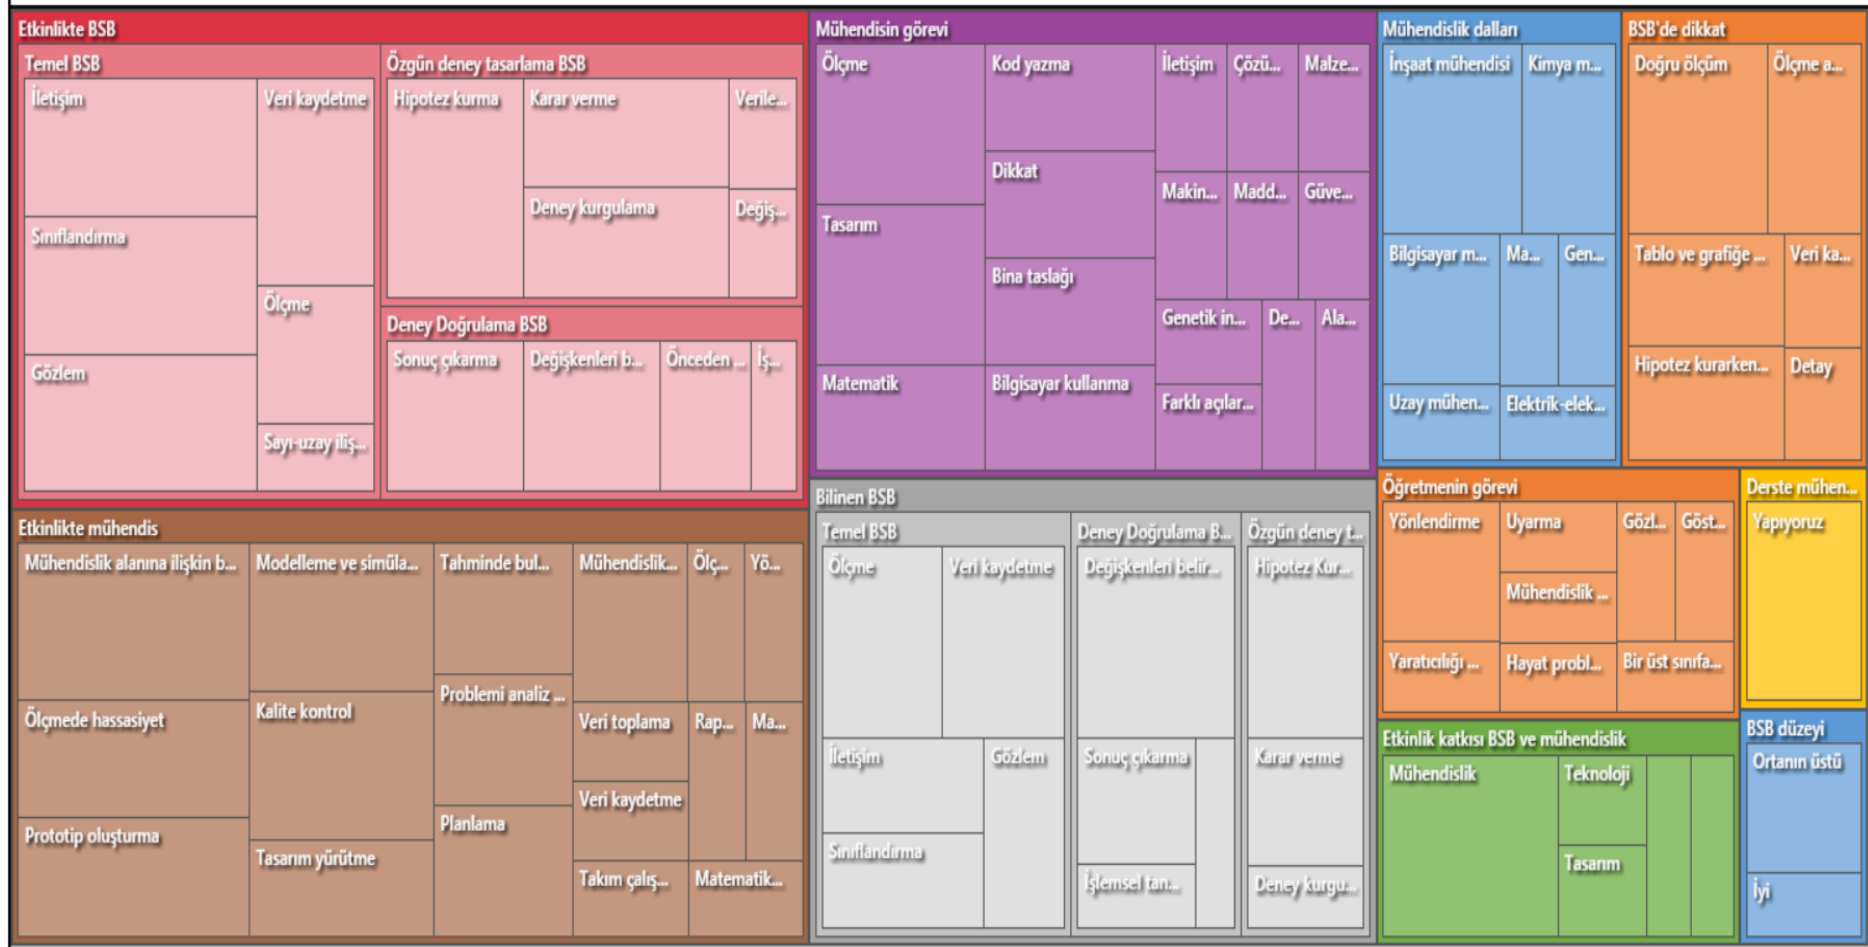 Etkinlikte BSB
Temel BSB
İletişim
Veri kaydetme
Sınıflandırma
Ölçme
Gözlem
Sayı-uzay iliş...
Özgün deney tasarlama BSB
Hipotez kurma
Karar verme
Verile...
Deney kurgulama
Değiş...
Deney Doğrulama BSB
Sonuç çıkarma
Değişkenleri b...
Önceden ...
İş...
Etkinlikte mühendis
Mühendislik alanına ilişkin b...
Modelleme ve simüla...
Tahminde bul...
Mühendislik...
Ölç...
Yö...
Ölçmede hassasiyet
Kalite kontrol
Problemi analiz ...
Veri toplama
Rap...
Ma...
Veri kaydetme
Prototip oluşturma
Tasarım yürütme
Planlama
Takım çalış...
Matematik...
Mühendisin görevi
Ölçme
Kod yazma
İletişim
Çözü...
Malze...
Dikkat
Makin...
Madd...
Güve...
Tasarım
Bina taslağı
Genetik in...
De...
Ala...
Matematik
Bilgisayar kullanma
Farklı açılar...
Bilinen BSB
Temel BSB
Ölçme
Veri kaydetme
İletişim
Gözlem
Sınıflandırma
Deney Doğrulama B...
Değişkenleri belir...
Sonuç çıkarma
İşlemsel tan...
Özgün deney t...
Hipotez Kur...
Karar verme
Deney kurgu...
Mühendislik dalları
İnşaat mühendisi
Kimya m...
Bilgisayar m...
Ma...
Gen...
Uzay mühen...
Elektrik-elek...
BSB'de dikkat
Doğru ölçüm
Ölçme a...
Tablo ve grafiğe ...
Veri ka...
Hipotez kurarken...
Detay
Öğretmenin görevi
Yönlendirme
Uyarma
Gözl...
Göst...
Mühendislik ...
Yaratıcılığı ...
Hayat probl...
Bir üst sınıfa...
Derste mühen...
Yapıyoruz
Etkinlik katkısı BSB ve mühendislik
Mühendislik
Teknoloji
Tasarım
BSB düzeyi
Ortanın üstü
İyi